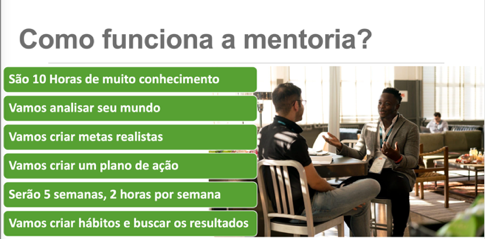 Como funciona a mentoria?
São 10 Horas de muito conhecimento
Vamos analisar seu mundo
Vamos criar metas realistas
Vamos criar um plano de ação
Serão 5 semanas, 2 horas por semana
Vamos criar hábitos e buscar os resultados